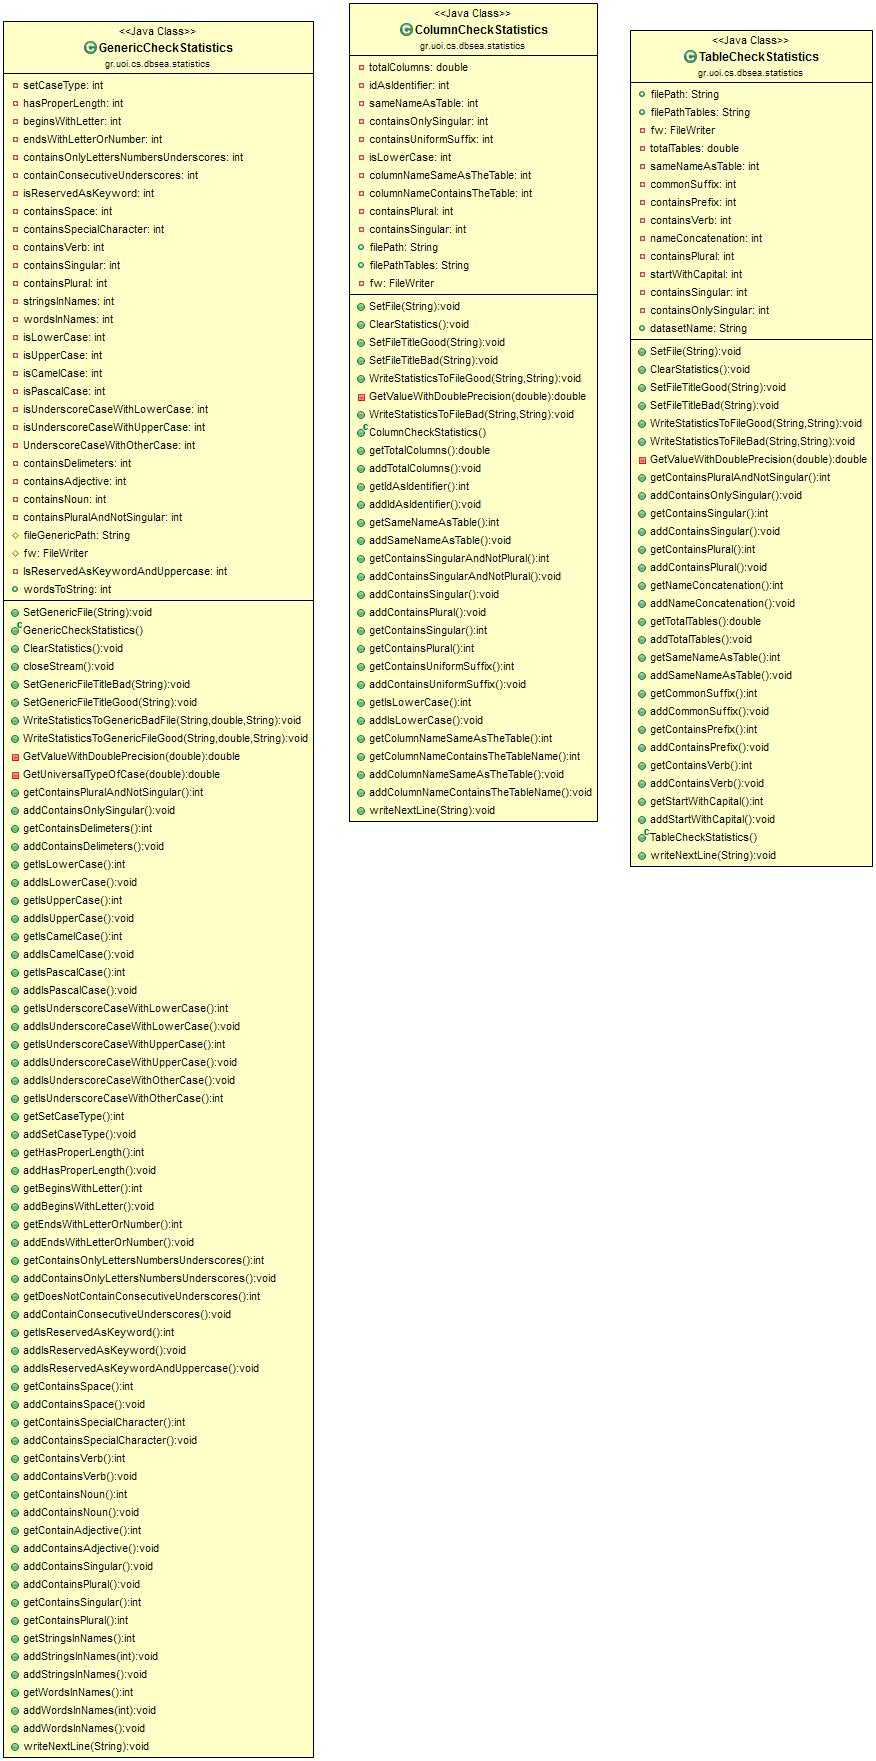 <<Java Class>>
GenericCheckStatistics
gr.uoi.cs.dbsea.statistics
setCaseType: int
hasProperLength: int
beginsWithLetter: int
endsWithLetterOrNumber: int
containsOnlyLettersNumbersUnderscores: int
containConsecutiveUnderscores: int
isReservedAsKeyword: int
containsSpace: int
containsSpecialCharacter: int
containsVerb: int
containsSingular: int
containsPlural: int
stringsInNames: int
wordsInNames: int
isLowerCase: int
isUpperCase: int
isCamelCase: int
isPascalCase: int
isUnderscoreCaseWithLowerCase: int
isUnderscoreCaseWithUpperCase: int
UnderscoreCaseWithOtherCase: int
containsDelimeters: int
containsAdjective: int
containsNoun: int
containsPluralAndNotSingular: int
fileGenericPath: String
fw: FileWriter
IsReservedAsKeywordAndUppercase: int
wordsToString: int
SetGenericFile(String):void
GenericCheckStatistics()
ClearStatistics():void
closeStream():void
SetGenericFileTitleBad(String):void
SetGenericFileTitleGood(String):void
WriteStatisticsToGenericBadFile(String,double,String):void
WriteStatisticsToGenericFileGood(String,double,String):void
GetValueWithDoublePrecision(double):double
GetUniversalTypeOfCase(double):double
getContainsPluralAndNotSingular():int
addContainsOnlySingular():void
getContainsDelimeters():int
addContainsDelimeters():void
getIsLowerCase():int
addIsLowerCase():void
getIsUpperCase():int
addIsUpperCase():void
getIsCamelCase():int
addIsCamelCase():void
getIsPascalCase():int
addIsPascalCase():void
getIsUnderscoreCaseWithLowerCase():int
addIsUnderscoreCaseWithLowerCase():void
getIsUnderscoreCaseWithUpperCase():int
addIsUnderscoreCaseWithUpperCase():void
addIsUnderscoreCaseWithOtherCase():void
getIsUnderscoreCaseWithOtherCase():int
getSetCaseType():int
addSetCaseType():void
getHasProperLength():int
addHasProperLength():void
getBeginsWithLetter():int
addBeginsWithLetter():void
getEndsWithLetterOrNumber():int
addEndsWithLetterOrNumber():void
getContainsOnlyLettersNumbersUnderscores():int
addContainsOnlyLettersNumbersUnderscores():void
getDoesNotContainConsecutiveUnderscores():int
addContainConsecutiveUnderscores():void
getIsReservedAsKeyword():int
addIsReservedAsKeyword():void
addIsReservedAsKeywordAndUppercase():void
getContainsSpace():int
addContainsSpace():void
getContainsSpecialCharacter():int
addContainsSpecialCharacter():void
getContainsVerb():int
addContainsVerb():void
getContainsNoun():int
addContainsNoun():void
getContainAdjective():int
addContainsAdjective():void
addContainsSingular():void
addContainsPlural():void
getContainsSingular():int
getContainsPlural():int
getStringsInNames():int
addStringsInNames(int):void
addStringsInNames():void
getWordsInNames():int
addWordsInNames(int):void
addWordsInNames():void
writeNextLine(String):void
<<Java Class>>
ColumnCheckStatistics
gr.uoi.cs.dbsea.statistics
totalColumns: double
idAsIdentifier: int
sameNameAsTable: int
containsOnlySingular: int
containsUniformSuffix: int
isLowerCase: int
columnNameSameAsTheTable: int
columnNameContainsTheTable: int
containsPlural: int
containsSingular: int
filePath: String
filePathTables: String
fw: FileWriter
SetFile(String):void
ClearStatistics():void
SetFileTitleGood(String):void
SetFileTitleBad(String):void
WriteStatisticsToFileGood(String,String):void
GetValueWithDoublePrecision(double):double
WriteStatisticsToFileBad(String,String):void
ColumnCheckStatistics()
getTotalColumns():double
addTotalColumns():void
getIdAsIdentifier():int
addIdAsIdentifier():void
getSameNameAsTable():int
addSameNameAsTable():void
getContainsSingularAndNotPlural():int
addContainsSingularAndNotPlural():void
addContainsSingular():void
addContainsPlural():void
getContainsSingular():int
getContainsPlural():int
getContainsUniformSuffix():int
addContainsUniformSuffix():void
getIsLowerCase():int
addIsLowerCase():void
getColumnNameSameAsTheTable():int
getColumnNameContainsTheTableName():int
addColumnNameSameAsTheTable():void
addColumnNameContainsTheTableName():void
writeNextLine(String):void
<<Java Class>>
TableCheckStatistics
gr.uoi.cs.dbsea.statistics
filePath: String
filePathTables: String
fw: FileWriter
totalTables: double
sameNameAsTable: int
commonSuffix: int
containsPrefix: int
containsVerb: int
nameConcatenation: int
containsPlural: int
startWithCapital: int
containsSingular: int
containsOnlySingular: int
datasetName: String
SetFile(String):void
ClearStatistics():void
SetFileTitleGood(String):void
SetFileTitleBad(String):void
WriteStatisticsToFileGood(String,String):void
WriteStatisticsToFileBad(String,String):void
GetValueWithDoublePrecision(double):double
getContainsPluralAndNotSingular():int
addContainsOnlySingular():void
getContainsSingular():int
addContainsSingular():void
getContainsPlural():int
addContainsPlural():void
getNameConcatenation():int
addNameConcatenation():void
getTotalTables():double
addTotalTables():void
getSameNameAsTable():int
addSameNameAsTable():void
getCommonSuffix():int
addCommonSuffix():void
getContainsPrefix():int
addContainsPrefix():void
getContainsVerb():int
addContainsVerb():void
getStartWithCapital():int
addStartWithCapital():void
TableCheckStatistics()
writeNextLine(String):void